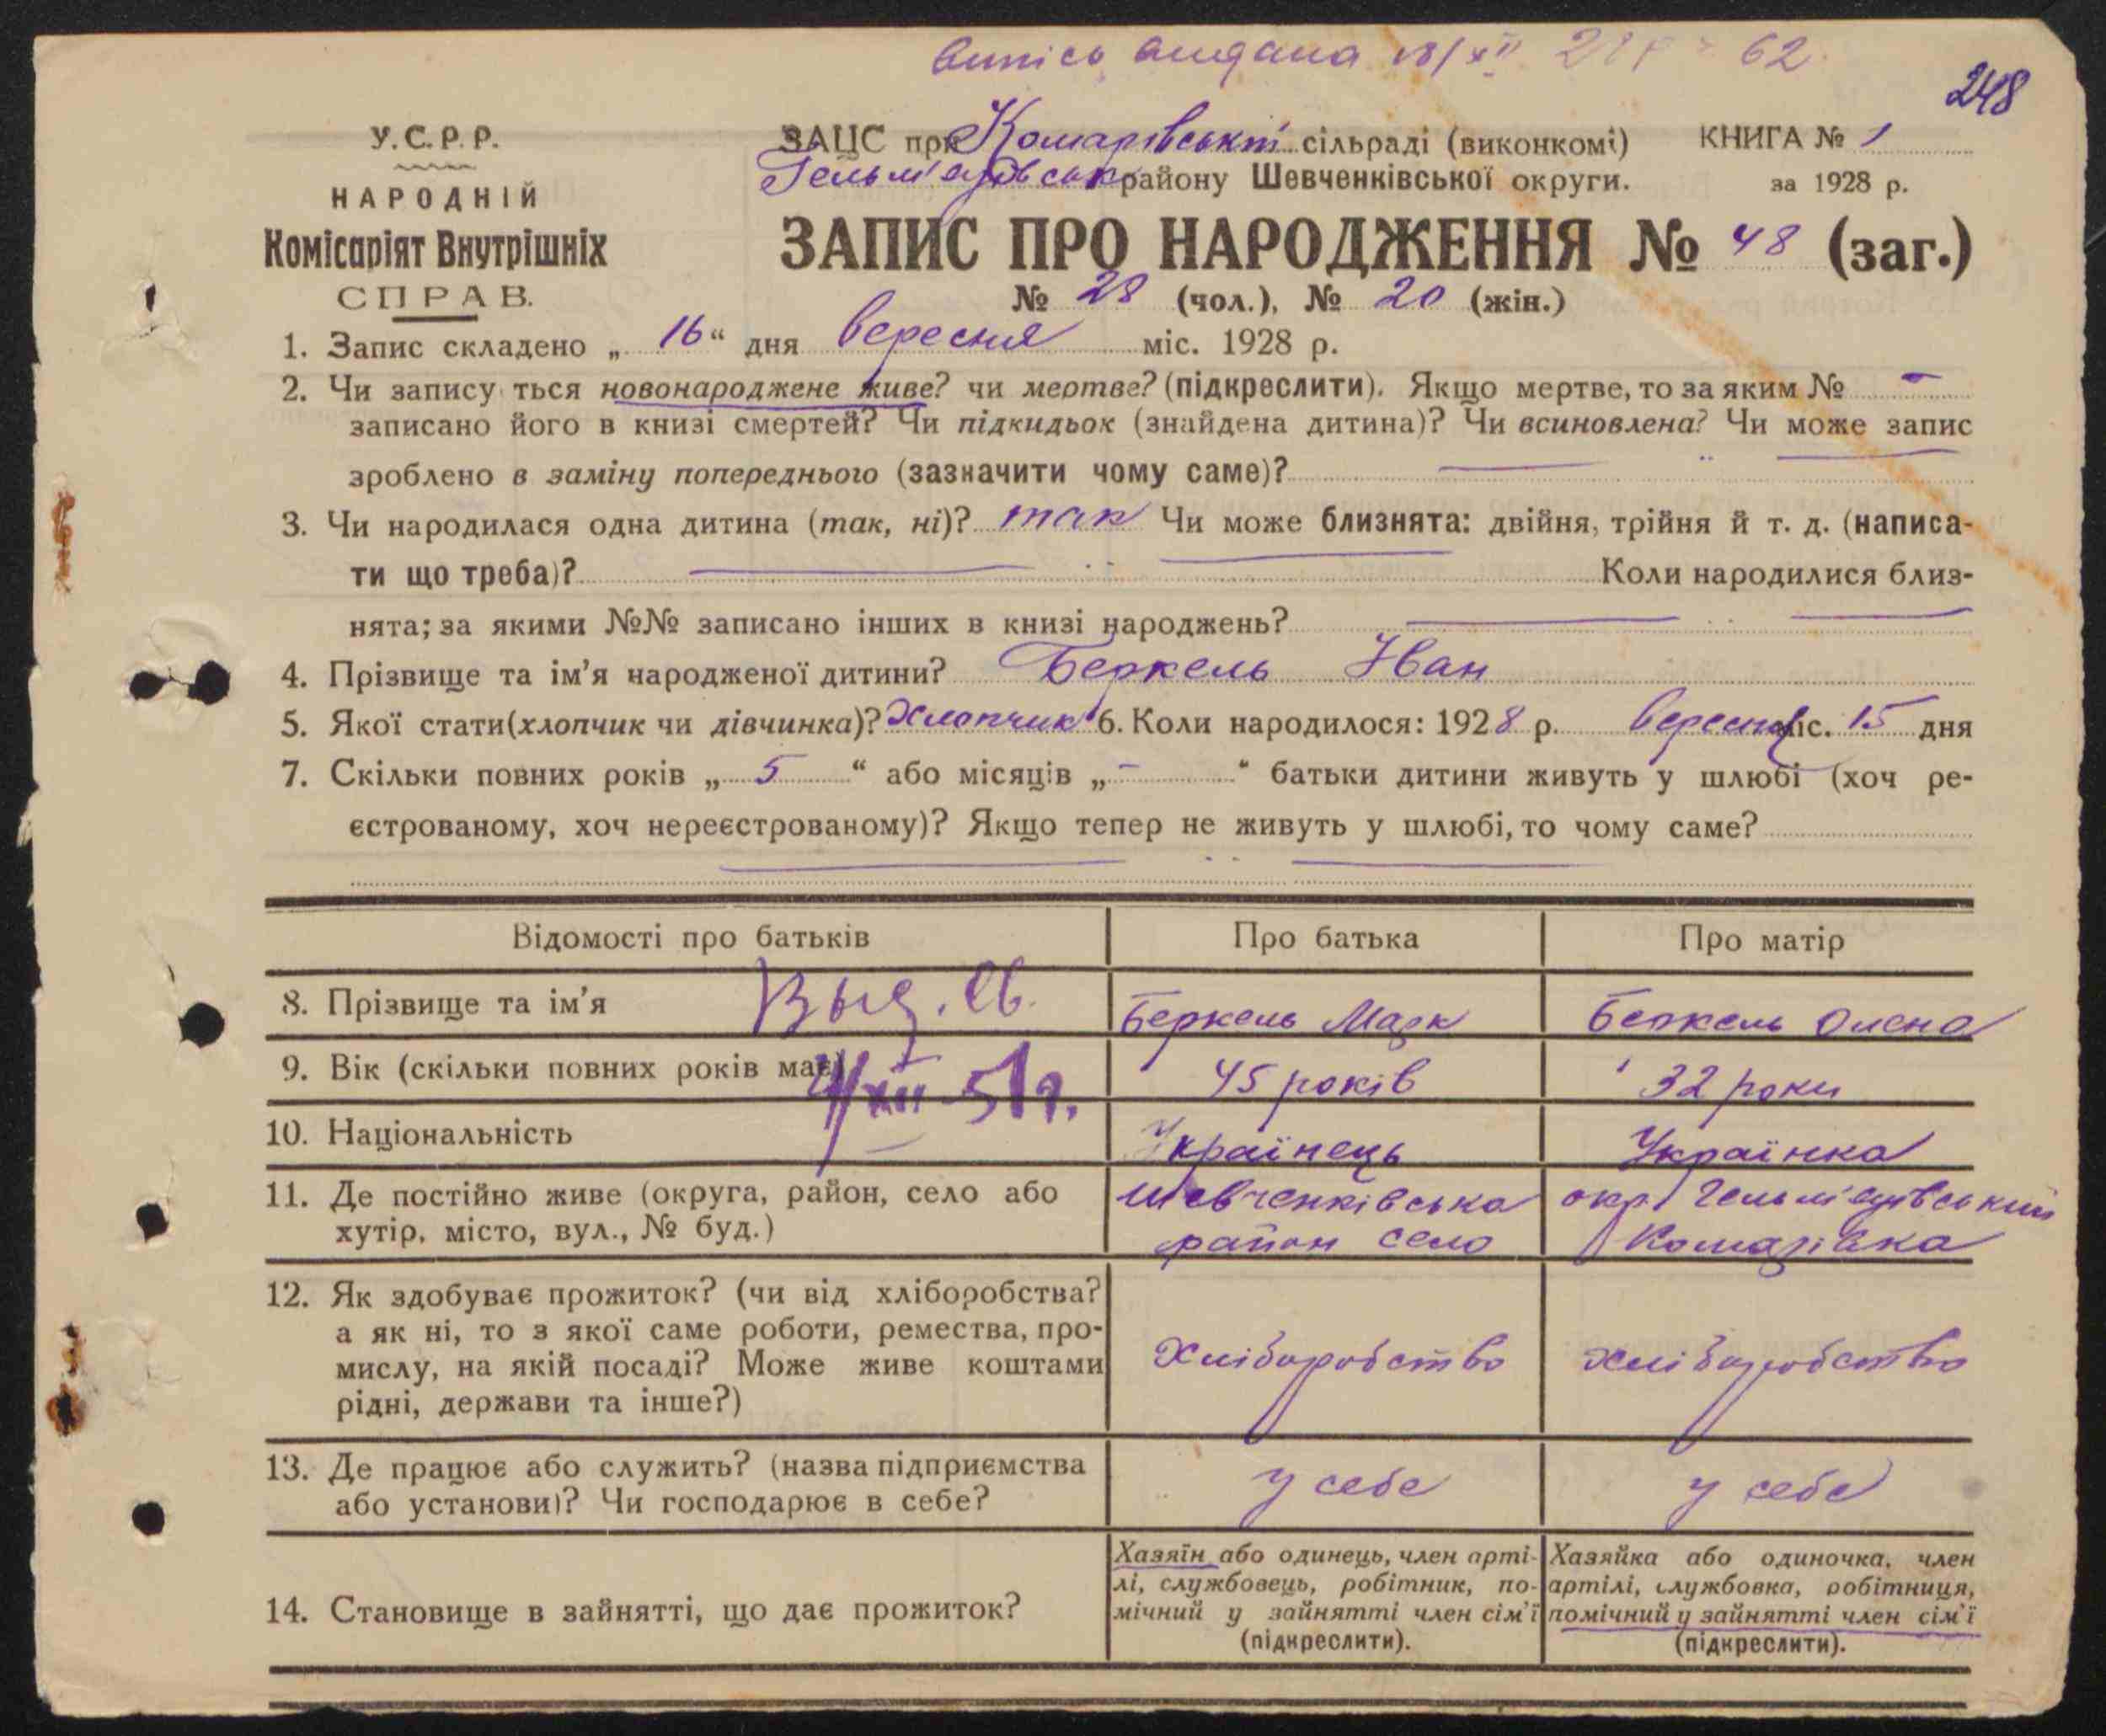 Випісь видана 18/XII 62
248
У.С.Р.Р.
НАРОДНІЙ
Комісаріят Внутрішніх
СПРАВ.
ЗАЦС при Комарівській сільраді (виконкомі) КНИГА № 1
Гельм'язівськ району Шевченківської округи. за 1928 р.
ЗАПИС ПРО НАРОДЖЕННЯ № 48 (заг.)
№ 28 (чол.), № 20 (жін.)
1. Запис складено „16“ дня вересня міс. 1928 р.
2. Чи запису ться новонароджене живе? чи мертве? (підкреслити). Якщо мертве, то за яким № -
записано його в книзі смертей? Чи підкидьок (знайдена дитина)? Чи всиновлена? Чи може запис
зроблено в заміну попереднього (зазначити чому саме)?
3. Чи народилася одна дитина (так, ні)? так Чи може близнята: двійня, трійня й т. д. (написа-
ти що треба)? Коли народилися близ-
нята; за якими №№ записано інших в книзі народжень?
4. Прізвище та ім'я народженої дитини? Беркель Іван
5. Якої стати (хлопчик чи дівчинка)? Хлопчик 6. Коли народилося: 1928 р. вересня міс. 15 дня
7. Скільки повних років „5“ або місяців „-“ батьки дитини живуть у шлюбі (хоч ре-
єстрованому, хоч нереєстрованому)? Якщо тепер не живуть у шлюбі, то чому саме?
Відомості про батьків Про батька Про матір
8. Прізвище та ім'я Беркель Марк Беркель Олена
Выд. св.
9. Вік (скільки повних років має) 45 років 32 роки
4/XII-51 г.
10. Національність Українець Українка
11. Де постійно живе (округа, район, село або Шевченківська окр. Гельм'язівський
хутір, місто, вул., № буд.) район село Комарівка
12. Як здобуває прожиток? (чи від хліборобства?
а як ні, то з якої саме роботи, ремества, про-
мислу, на якій посаді? Може живе коштами
рідні, держави та інше?)
Хліборобство хліборобство
13. Де працює або служить? (назва підприємства
або установи)? Чи господарює в себе?
у себе у себе
14. Становище в зайнятті, що дає прожиток?
Хазяїн або одинець, член арті-
лі, службовець, робітник, по-
мічний у зайнятті член сім'ї
(підкреслити).
Хазяйка або одиночка, член
артілі, службовка, робітниця,
помічний у зайнятті член сім'ї
(підкреслити).